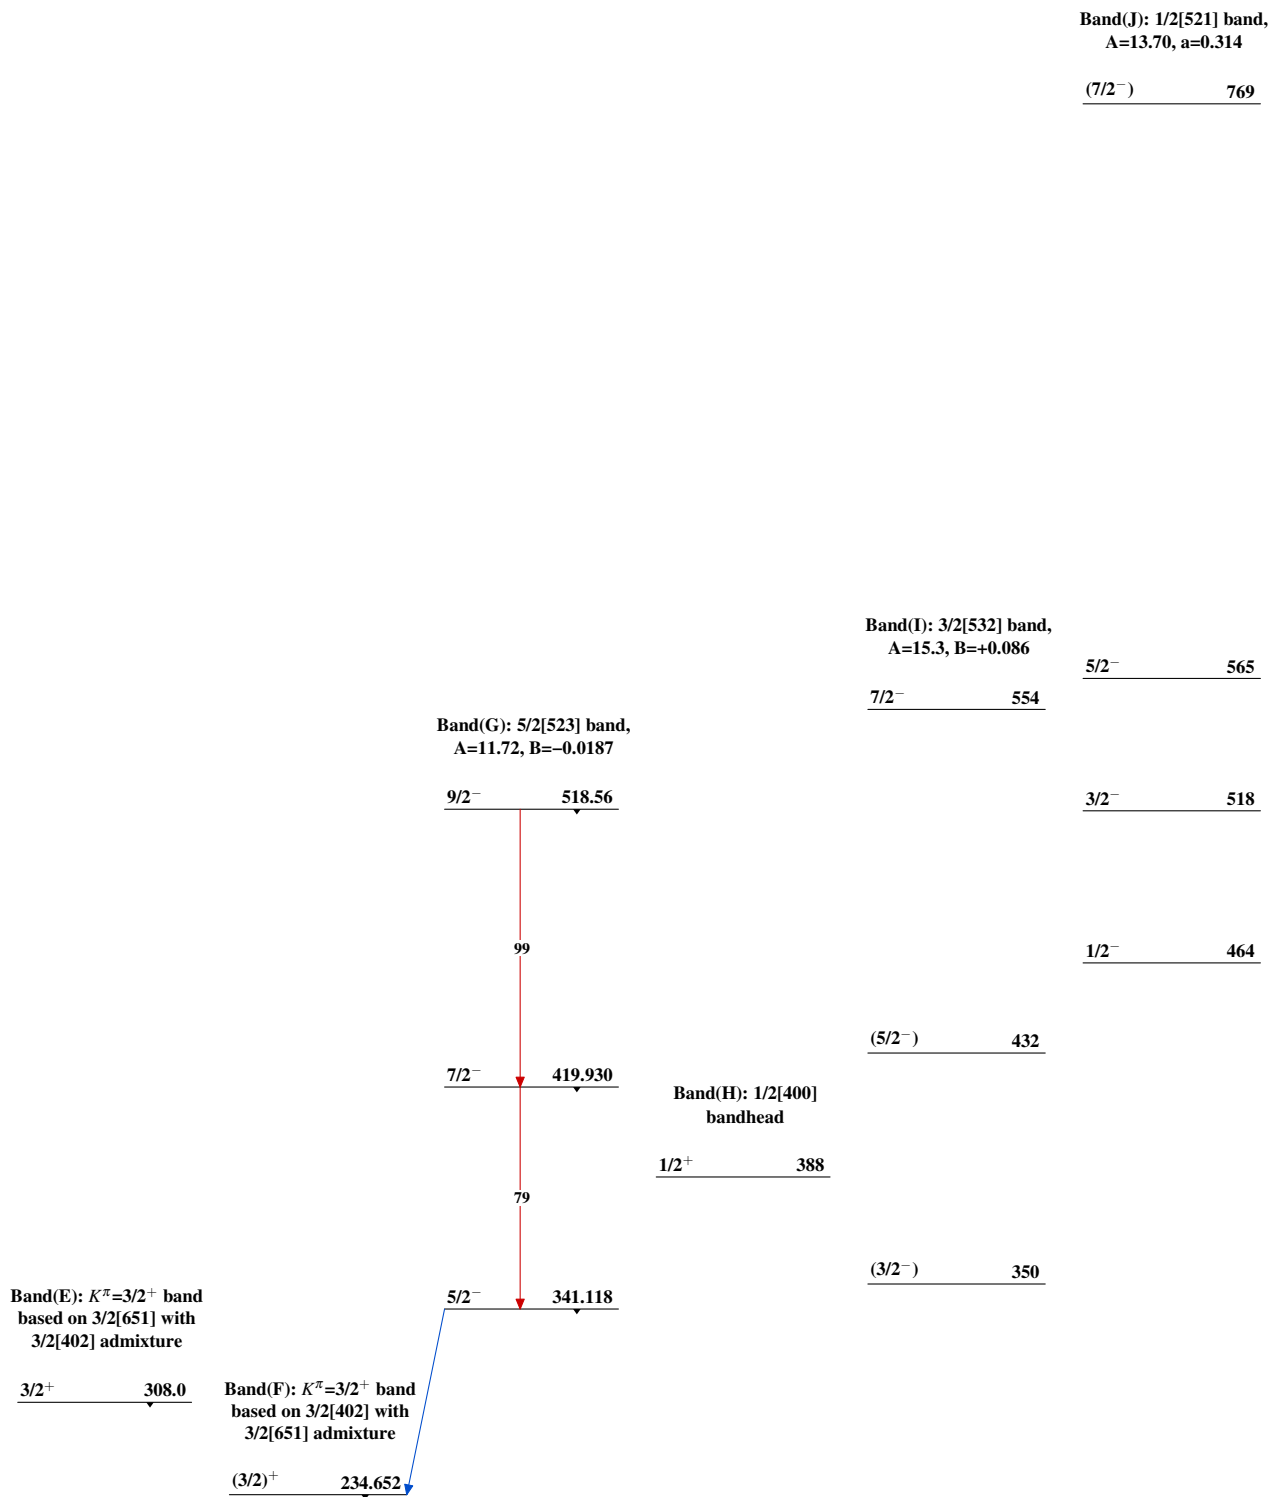 Band(E): Kπ=3/2⁺ band
based on 3/2[651] with
3/2[402] admixture
3/2⁺ 308.0
Band(F): Kπ=3/2⁺ band
based on 3/2[402] with
3/2[651] admixture
(3/2)⁺ 234.652
Band(G): 5/2[523] band,
A=11.72, B=−0.0187
9/2⁻ 518.56
99
7/2⁻ 419.930
79
5/2⁻ 341.118
Band(H): 1/2[400]
bandhead
1/2⁺ 388
Band(I): 3/2[532] band,
A=15.3, B=+0.086
7/2⁻ 554
(5/2⁻) 432
(3/2⁻) 350
Band(J): 1/2[521] band,
A=13.70, a=0.314
(7/2⁻) 769
5/2⁻ 565
3/2⁻ 518
1/2⁻ 464